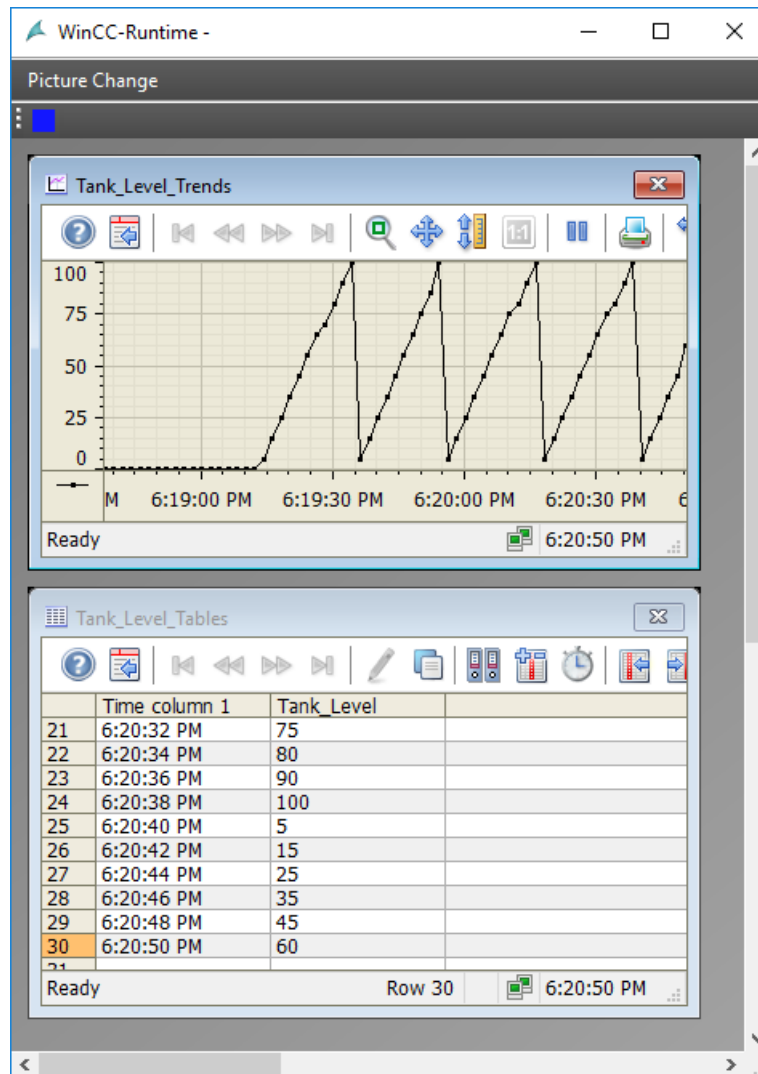 WinCC-Runtime -
Picture Change
Tank_Level_Trends
1:1
100
75
50
25
0
M 6:19:00 PM 6:19:30 PM 6:20:00 PM 6:20:30 PM 6
Ready 6:20:50 PM
Tank_Level_Tables
Time column 1 Tank_Level
21 6:20:32 PM 75
22 6:20:34 PM 80
23 6:20:36 PM 90
24 6:20:38 PM 100
25 6:20:40 PM 5
26 6:20:42 PM 15
27 6:20:44 PM 25
28 6:20:46 PM 35
29 6:20:48 PM 45
30 6:20:50 PM 60
31
Ready Row 30 6:20:50 PM